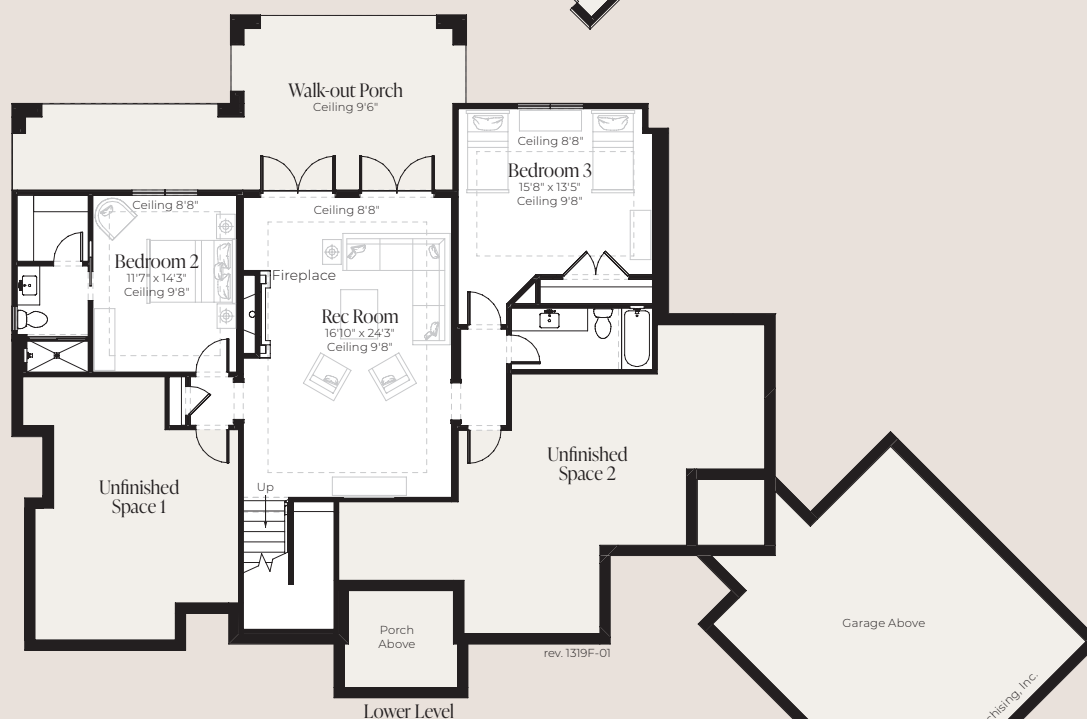 Walk-out Porch
Ceiling 9'6"
Ceiling 8'8"
Bedroom 3
15'8" x 13'5"
Ceiling 9'8"
Ceiling 8'8"
Bedroom 2
11'7" x 14'3"
Ceiling 9'8"
Ceiling 8'8"
Fireplace
Rec Room
16'10" x 24'3"
Ceiling 9'8"
Unfinished
Space 1
Up
Unfinished
Space 2
Porch
Above
Garage Above
rev. 1319F-01
Lower Level
Inc.